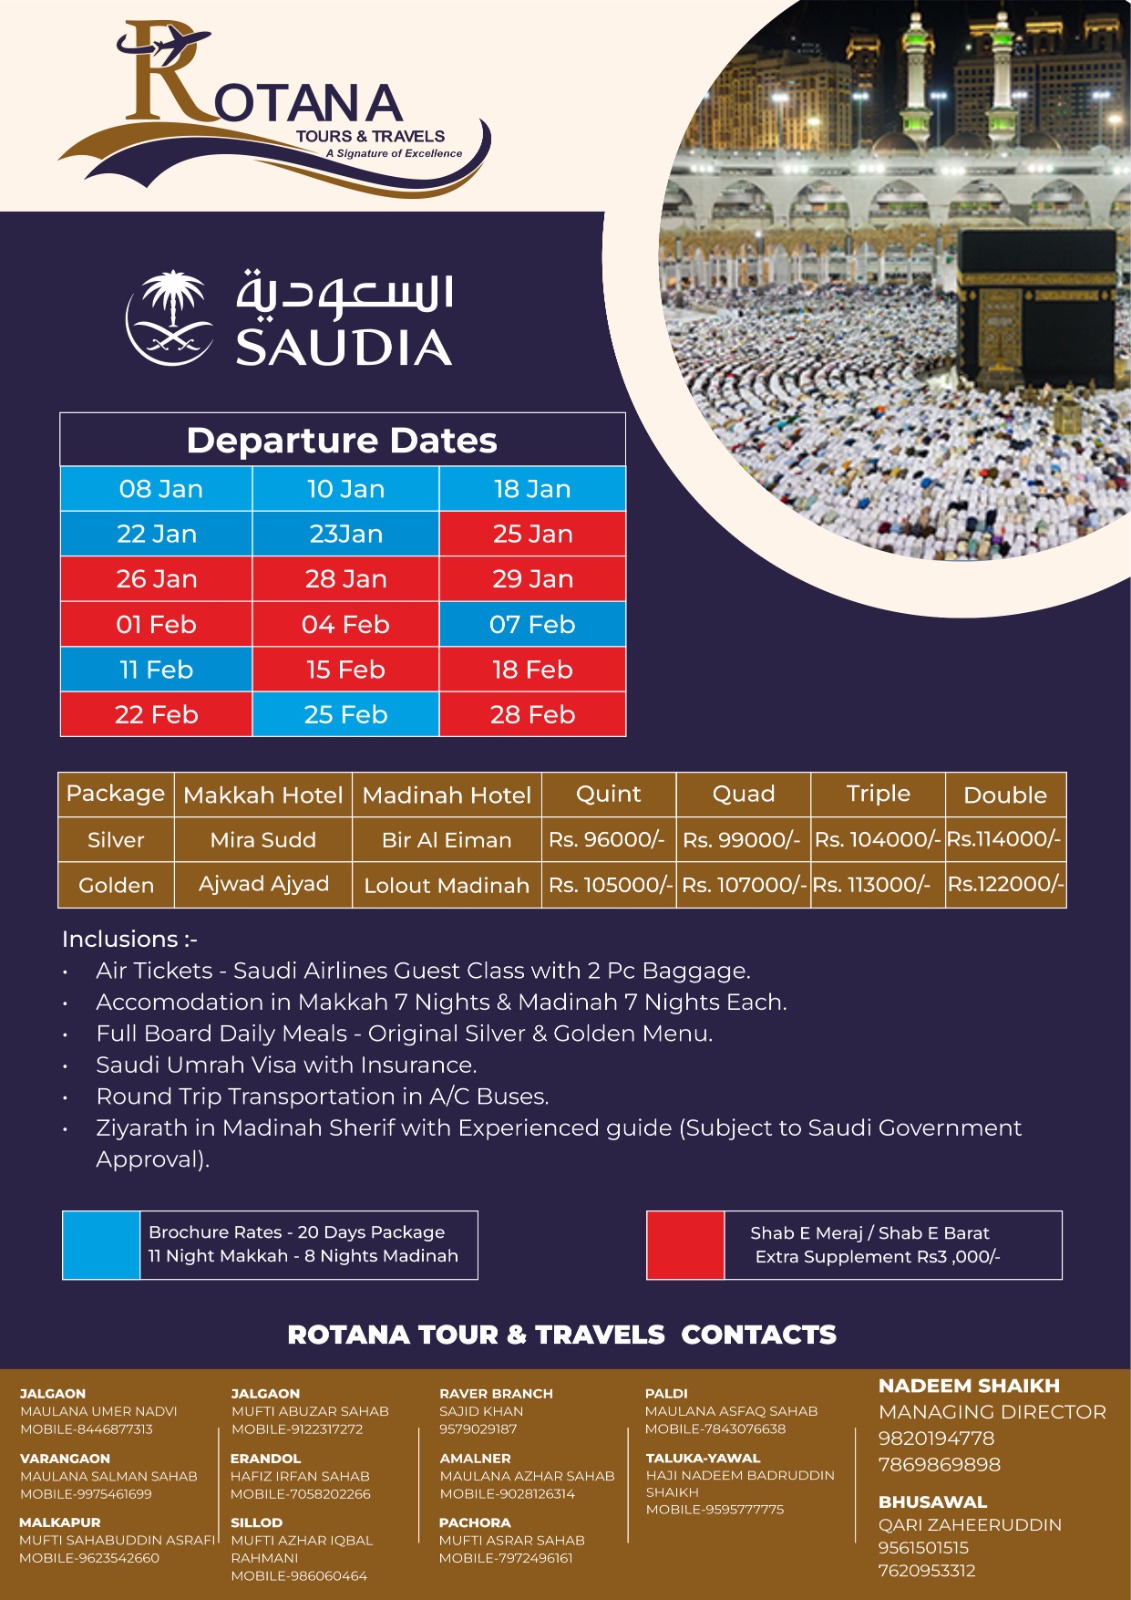 ROTANA
TOURS & TRAVELS
A Signature of Excellence
السعودية
SAUDIA
Departure Dates
08 Jan 10 Jan 18 Jan
22 Jan 23Jan 25 Jan
26 Jan 28 Jan 29 Jan
01 Feb 04 Feb 07 Feb
11 Feb 15 Feb 18 Feb
22 Feb 25 Feb 28 Feb
Package Makkah Hotel Madinah Hotel Quint Quad Triple Double
Silver Mira Sudd Bir Al Eiman Rs. 96000/- Rs. 99000/- Rs. 104000/- Rs.114000/-
Golden Ajwad Ajyad Lolout Madinah Rs. 105000/- Rs. 107000/- Rs. 113000/- Rs.122000/-
Inclusions :-
• Air Tickets - Saudi Airlines Guest Class with 2 Pc Baggage.
• Accomodation in Makkah 7 Nights & Madinah 7 Nights Each.
• Full Board Daily Meals - Original Silver & Golden Menu.
• Saudi Umrah Visa with Insurance.
• Round Trip Transportation in A/C Buses.
• Ziyarath in Madinah Sherif with Experienced guide (Subject to Saudi Government
Approval).
Brochure Rates - 20 Days Package
11 Night Makkah - 8 Nights Madinah
Shab E Meraj / Shab E Barat
Extra Supplement Rs3 ,000/-
ROTANA TOUR & TRAVELS CONTACTS
JALGAON
MAULANA UMER NADVI
MOBILE-8446877313
VARANGAON
MAULANA SALMAN SAHAB
MOBILE-9975461699
MALKAPUR
MUFTI SAHABUDDIN ASRAFI
MOBILE-9623542660
JALGAON
MUFTI ABUZAR SAHAB
MOBILE-9122317272
ERANDOL
HAFIZ IRFAN SAHAB
MOBILE-7058202266
SILLOD
MUFTI AZHAR IQBAL
RAHMANI
MOBILE-986060464
RAVER BRANCH
SAJID KHAN
9579029187
AMALNER
MAULANA AZHAR SAHAB
MOBILE-9028126314
PACHORA
MUFTI ASRAR SAHAB
MOBILE-7972496161
PALDI
MAULANA ASFAQ SAHAB
MOBILE-7843076638
TALUKA-YAWAL
HAJI NADEEM BADRUDDIN
SHAIKH
MOBILE-9595777775
NADEEM SHAIKH
MANAGING DIRECTOR
9820194778
7869869898
BHUSAWAL
QARI ZAHEERUDDIN
9561501515
7620953312